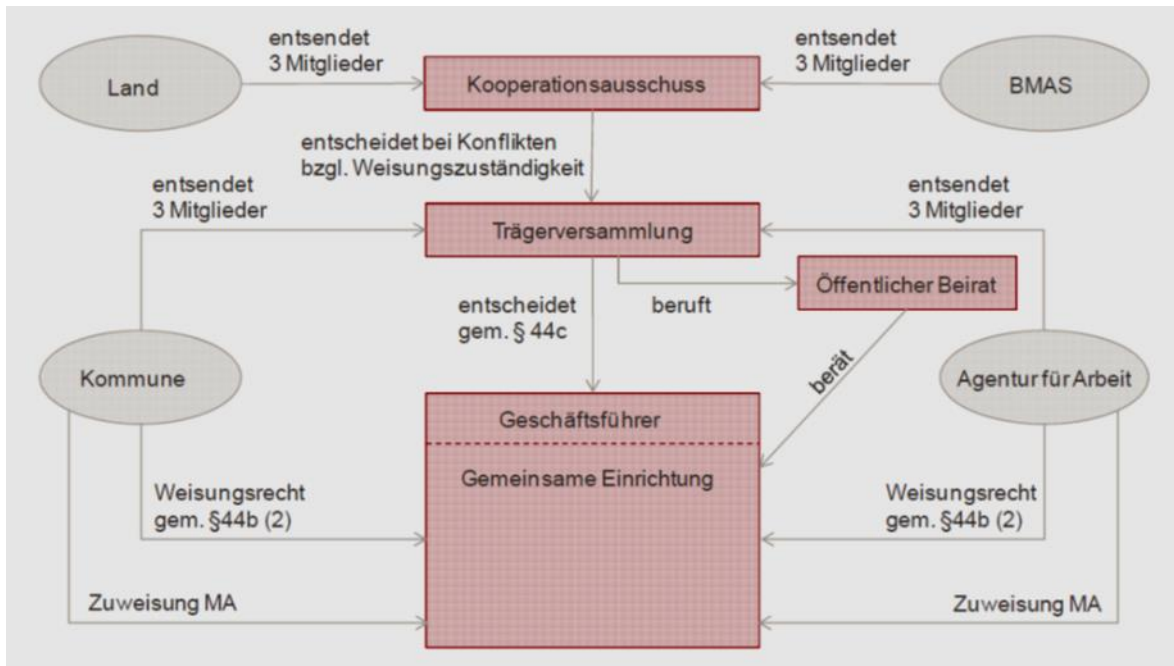 entsendet
3 Mitglieder
entsendet
3 Mitglieder
Land
Kooperationsausschuss
BMAS
entscheidet bei Konflikten
bzgl. Weisungszuständigkeit
entsendet
3 Mitglieder
entsendet
3 Mitglieder
Trägerversammlung
Öffentlicher Beirat
entscheidet
gem. § 44c
beruft
berät
Kommune
Agentur für Arbeit
Geschäftsführer
Gemeinsame Einrichtung
Weisungsrecht
gem. §44b (2)
Weisungsrecht
gem. §44b (2)
Zuweisung MA
Zuweisung MA